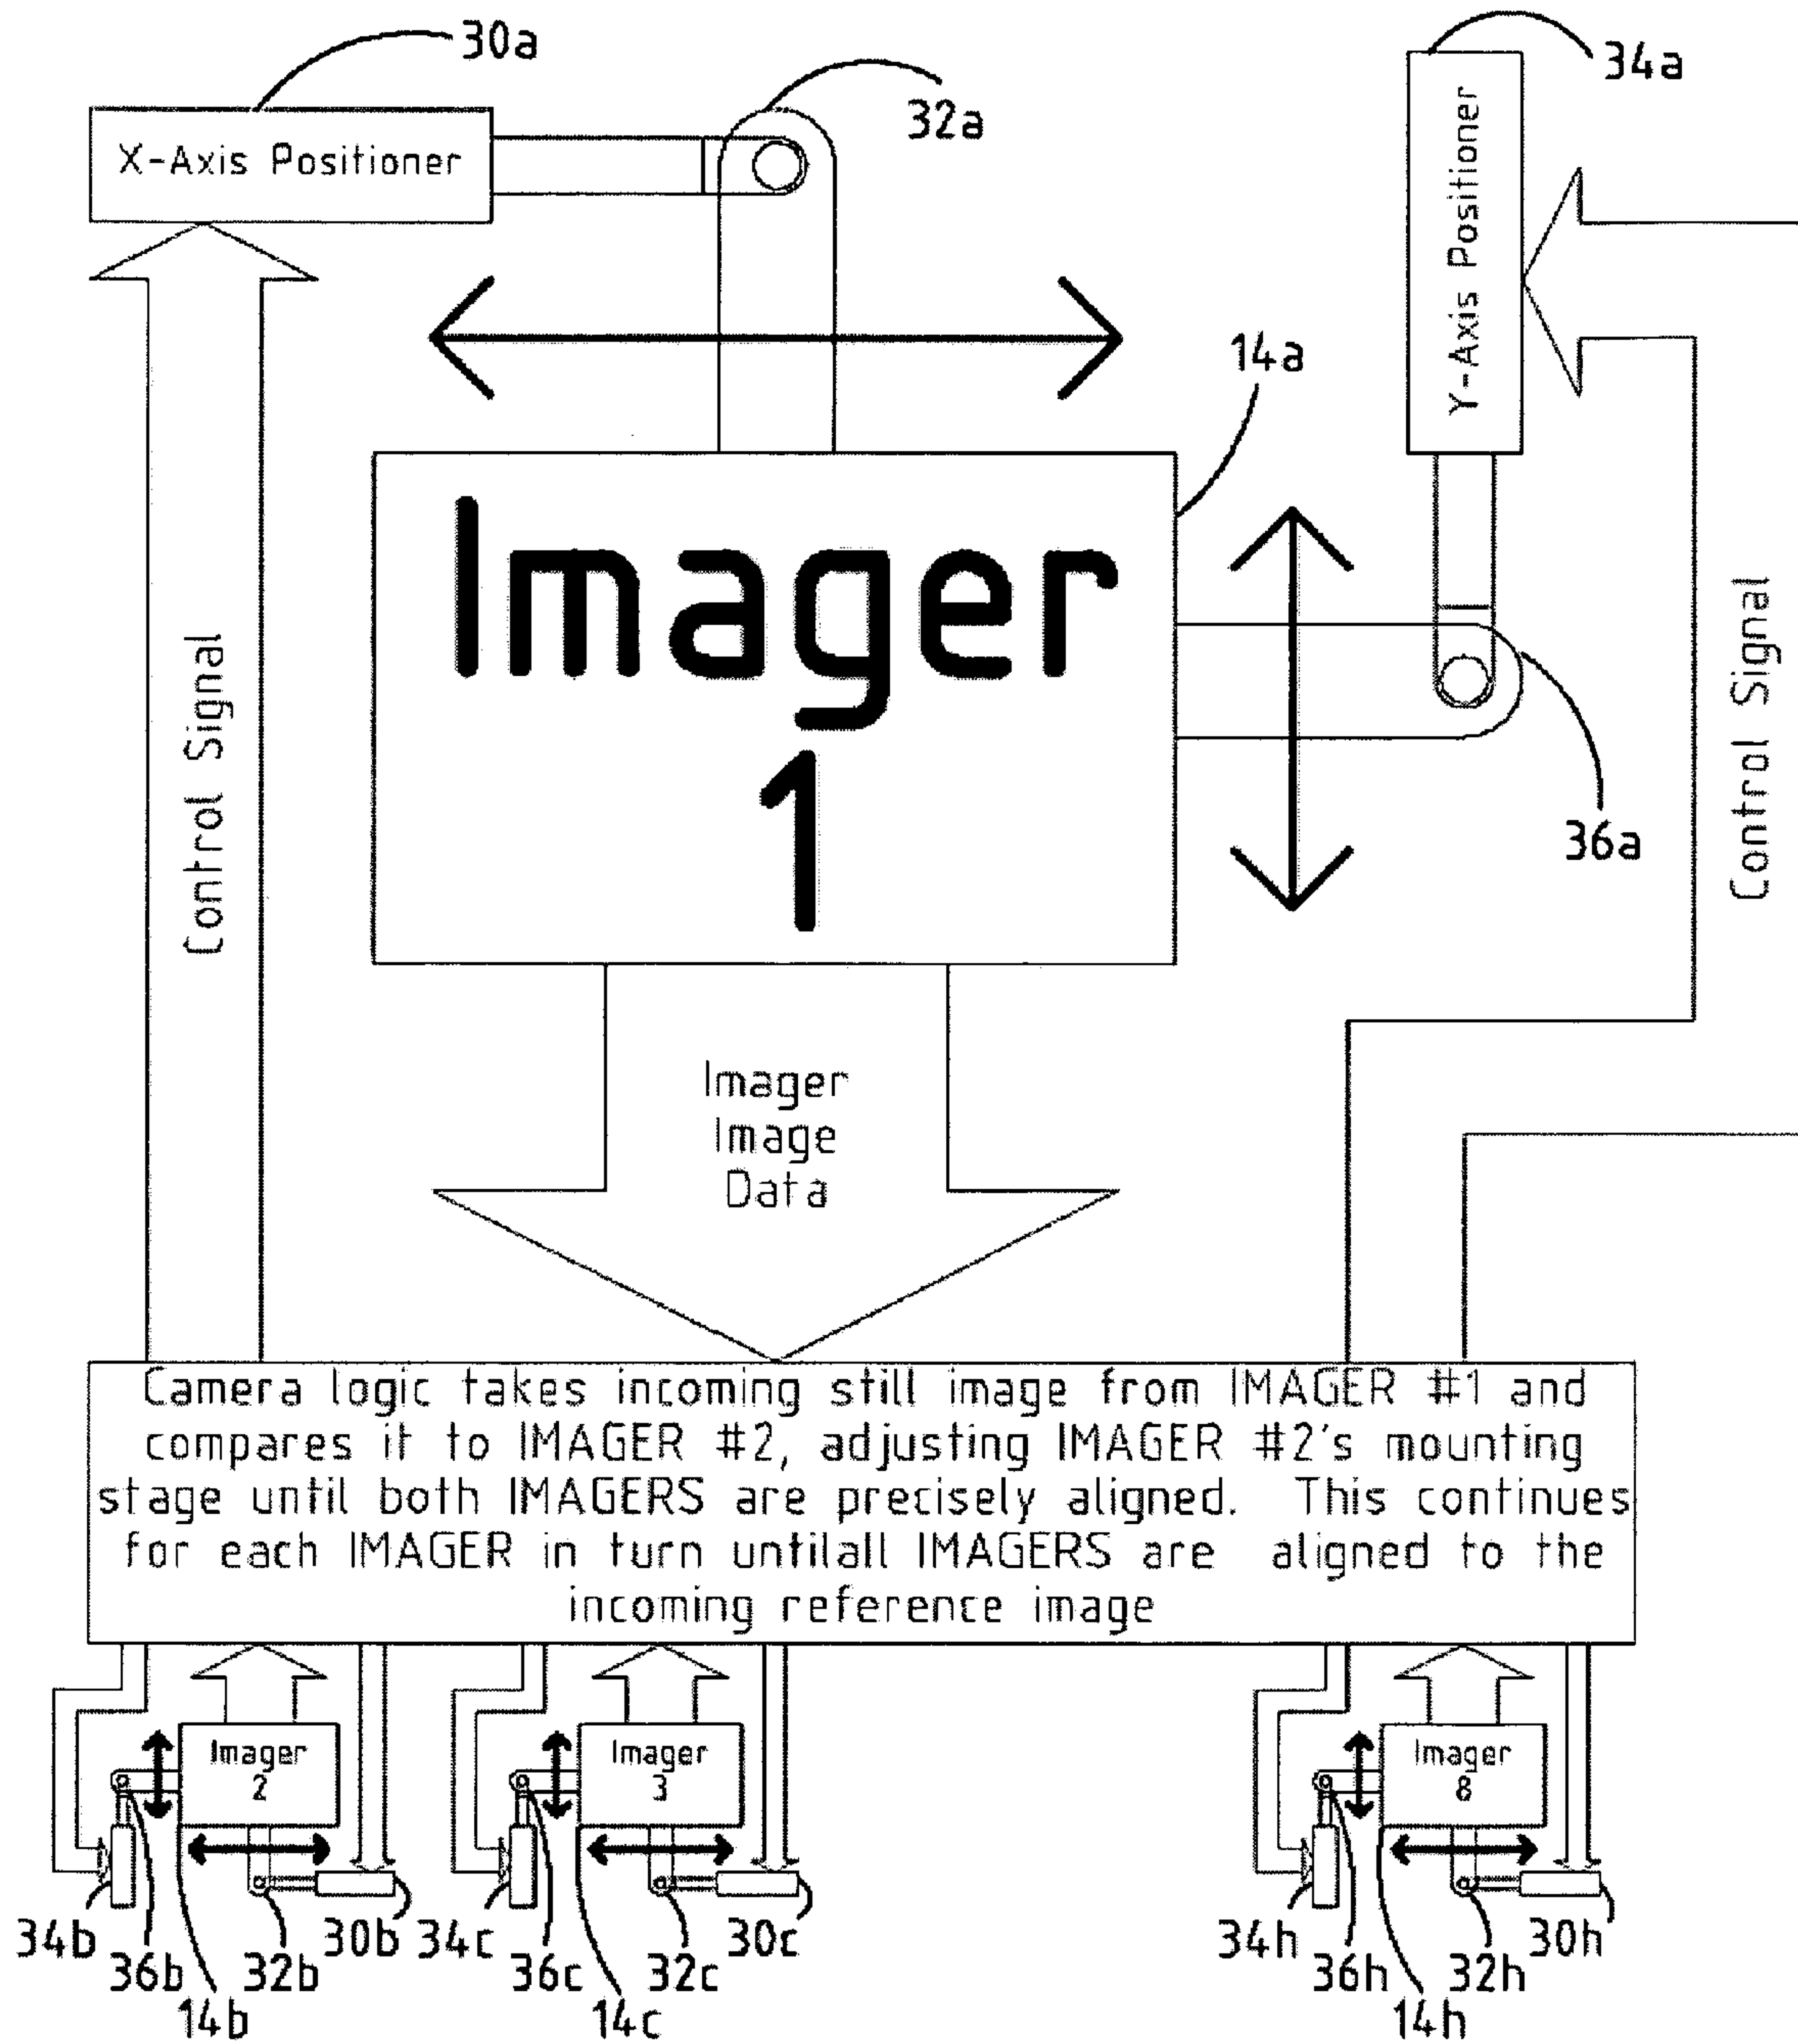 30a
34a
32a
X-Axis Positioner
Y-Axis Positioner
14a
Imager
1
Control Signal
Control Signal
36a
Imager
Image
Data
Camera logic takes incoming still image from IMAGER #1 and
compares it to IMAGER #2, adjusting IMAGER #2's mounting
stage until both IMAGERS are precisely aligned. This continues
for each IMAGER in turn untilall IMAGERS are aligned to the
incoming reference image
Imager
2
Imager
3
Imager
8
34b
36b
14b
32b
30b
34c
36c
14c
32c
30c
34h
36h
14h
32h
30h